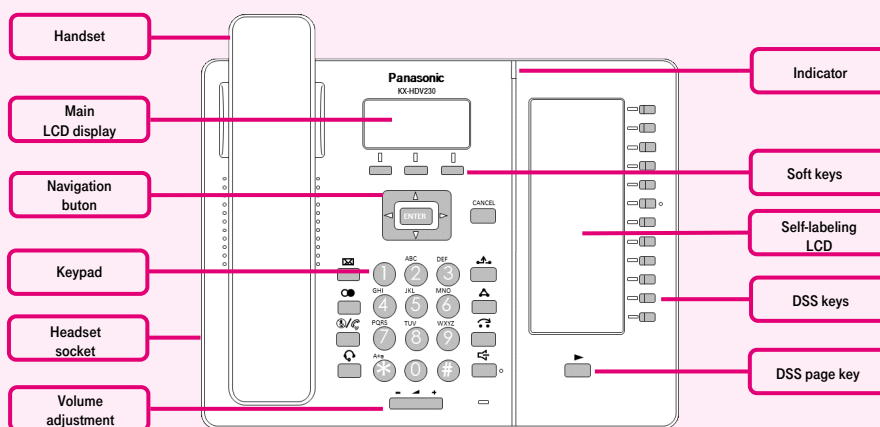 Handset
Main
LCD display
Navigation
buton
Keypad
Headset
socket
Volume
adjustment
Panasonic
KX-HDV230
CANCEL
ENTER
ABC
DEF
1
2
3
GHI
JKL
MNO
4
5
6
PQRS
TUV
WXYZ
7
8
9
A→a
*
0
#
- +
Indicator
Soft keys
Self-labeling
LCD
DSS keys
DSS page key